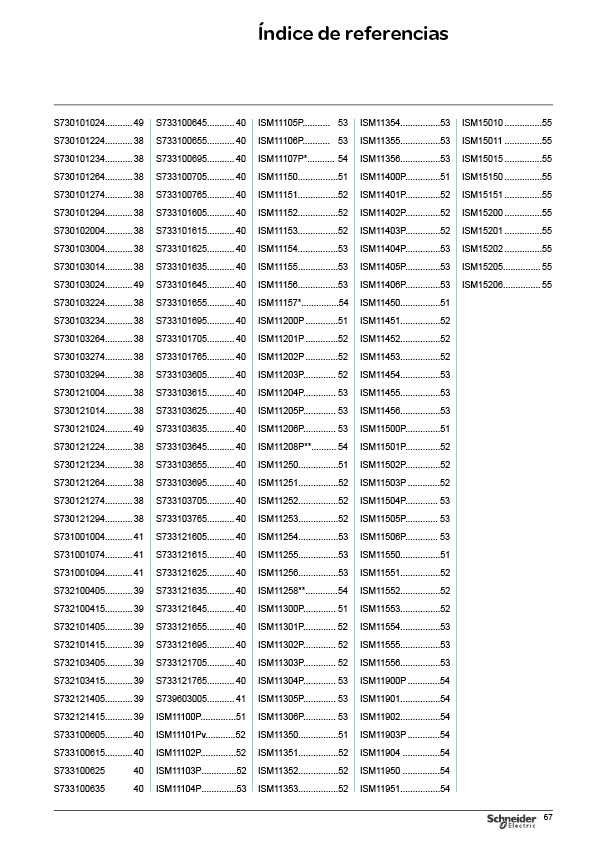 Índice de referencias
S730101024........... 49
S730101224........... 38
S730101234........... 38
S730101264........... 38
S730101274........... 38
S730101294........... 38
S730102004........... 38
S730103004........... 38
S730103014........... 38
S730103024........... 49
S730103224........... 38
S730103234........... 38
S730103264........... 38
S730103274........... 38
S730103294........... 38
S730121004........... 38
S730121014........... 38
S730121024........... 49
S730121224........... 38
S730121234........... 38
S730121264........... 38
S730121274........... 38
S730121294........... 38
S731001004........... 41
S731001074........... 41
S731001094........... 41
S732100405........... 39
S732100415........... 39
S732101405........... 39
S732101415........... 39
S732103405........... 39
S732103415........... 39
S732121405........... 39
S732121415........... 39
S733100605........... 40
S733100615........... 40
S733100625 40
S733100635 40
S733100645........... 40
S733100655........... 40
S733100695........... 40
S733100705........... 40
S733100765........... 40
S733101605........... 40
S733101615........... 40
S733101625........... 40
S733101635........... 40
S733101645........... 40
S733101655........... 40
S733101695........... 40
S733101705........... 40
S733101765........... 40
S733103605........... 40
S733103615........... 40
S733103625........... 40
S733103635........... 40
S733103645........... 40
S733103655........... 40
S733103695........... 40
S733103705........... 40
S733103765........... 40
S733121605........... 40
S733121615........... 40
S733121625........... 40
S733121635........... 40
S733121645........... 40
S733121655........... 40
S733121695........... 40
S733121705........... 40
S733121765........... 40
S739603005........... 41
ISM11100P..............51
ISM11101Pv............52
ISM11102P..............52
ISM11103P..............52
ISM11104P..............53
ISM11105P........... 53
ISM11106P........... 53
ISM11107P*........... 54
ISM11150................51
ISM11151................52
ISM11152................52
ISM11153................52
ISM11154................53
ISM11155................53
ISM11156................53
ISM11157*...............54
ISM11200P .............51
ISM11201P .............52
ISM11202P .............52
ISM11203P............. 52
ISM11204P............. 53
ISM11205P............. 53
ISM11206P............. 53
ISM11208P**.......... 54
ISM11250................51
ISM11251................52
ISM11252................52
ISM11253................52
ISM11254................53
ISM11255................53
ISM11256................53
ISM11258**.............54
ISM11300P............. 51
ISM11301P............. 52
ISM11302P............. 52
ISM11303P............. 52
ISM11304P............. 53
ISM11305P............. 53
ISM11306P............. 53
ISM11350................51
ISM11351................52
ISM11352................52
ISM11353................52
ISM11354................53
ISM11355................53
ISM11356................53
ISM11400P..............51
ISM11401P..............52
ISM11402P..............52
ISM11403P..............52
ISM11404P..............53
ISM11405P..............53
ISM11406P..............53
ISM11450................51
ISM11451................52
ISM11452................52
ISM11453................52
ISM11454................53
ISM11455................53
ISM11456................53
ISM11500P..............51
ISM11501P..............52
ISM11502P..............52
ISM11503P .............52
ISM11504P............. 53
ISM11505P............. 53
ISM11506P............. 53
ISM11550................51
ISM11551................52
ISM11552................52
ISM11553................52
ISM11554................53
ISM11555................53
ISM11556................53
ISM11900P .............54
ISM11901................54
ISM11902................54
ISM11903P .............54
ISM11904 ...............54
ISM11950 ...............54
ISM11951................54
ISM15010 ...............55
ISM15011 ...............55
ISM15015 ...............55
ISM15150 ...............55
ISM15151 ...............55
ISM15200 ...............55
ISM15201 ...............55
ISM15202 ...............55
ISM15205............... 55
ISM15206............... 55
Schneider Electric 67